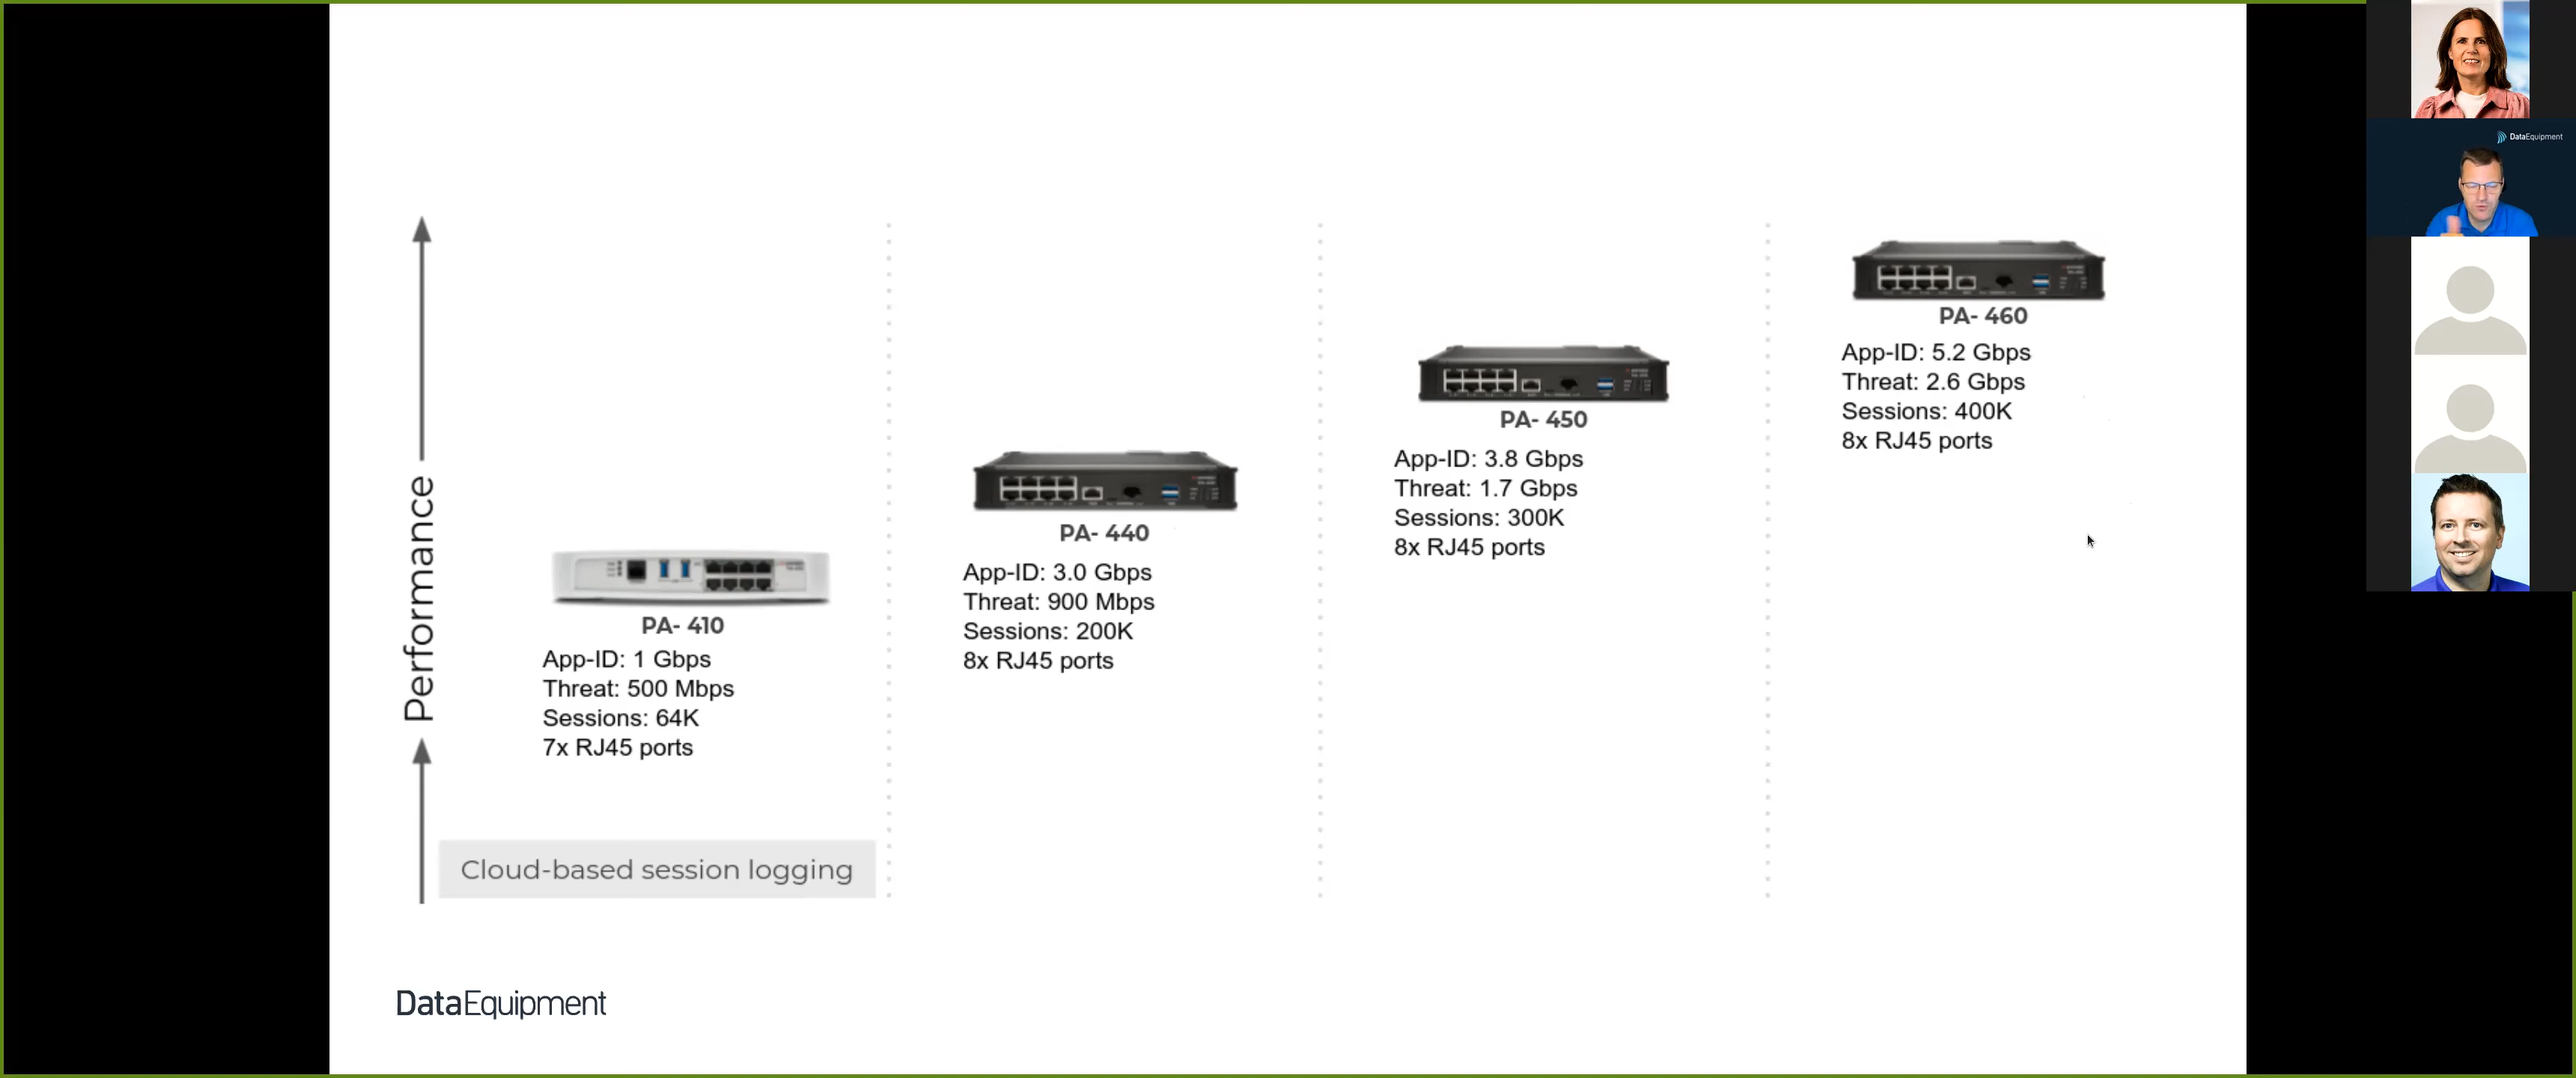 DataEquipment
Performance
PA- 410
App-ID: 1 Gbps
Threat: 500 Mbps
Sessions: 64K
7x RJ45 ports
Cloud-based session logging
PA- 440
App-ID: 3.0 Gbps
Threat: 900 Mbps
Sessions: 200K
8x RJ45 ports
PA- 450
App-ID: 3.8 Gbps
Threat: 1.7 Gbps
Sessions: 300K
8x RJ45 ports
PA- 460
App-ID: 5.2 Gbps
Threat: 2.6 Gbps
Sessions: 400K
8x RJ45 ports
DataEquipment